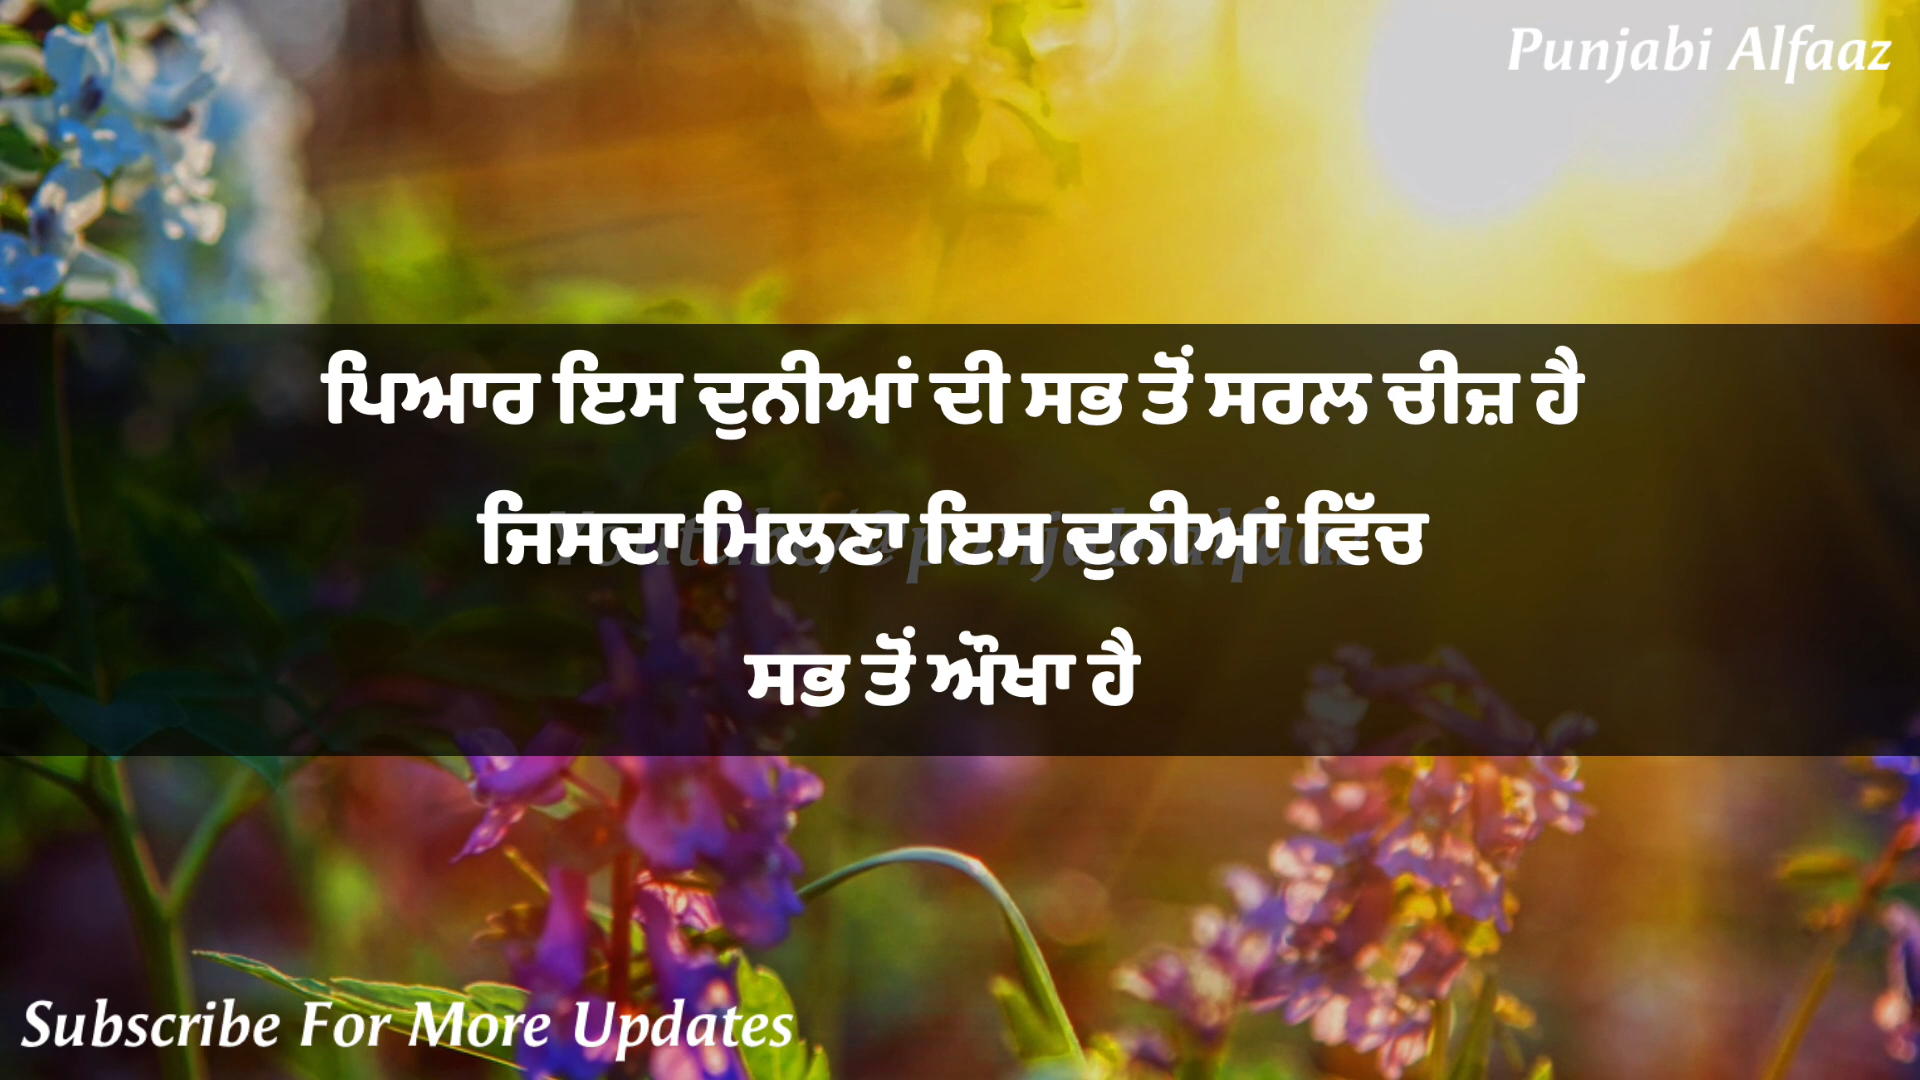 Punjabi Alfaaz
ਪਿਆਰ ਇਸ ਦੁਨੀਆਂ ਦੀ ਸਭ ਤੋਂ ਸਰਲ ਚੀਜ਼ ਹੈ
ਜਿਸਦਾ ਮਿਲਣਾ ਇਸ ਦੁਨੀਆਂ ਵਿੱਚ
ਸਭ ਤੋਂ ਔਖਾ ਹੈ
Subscribe For More Updates